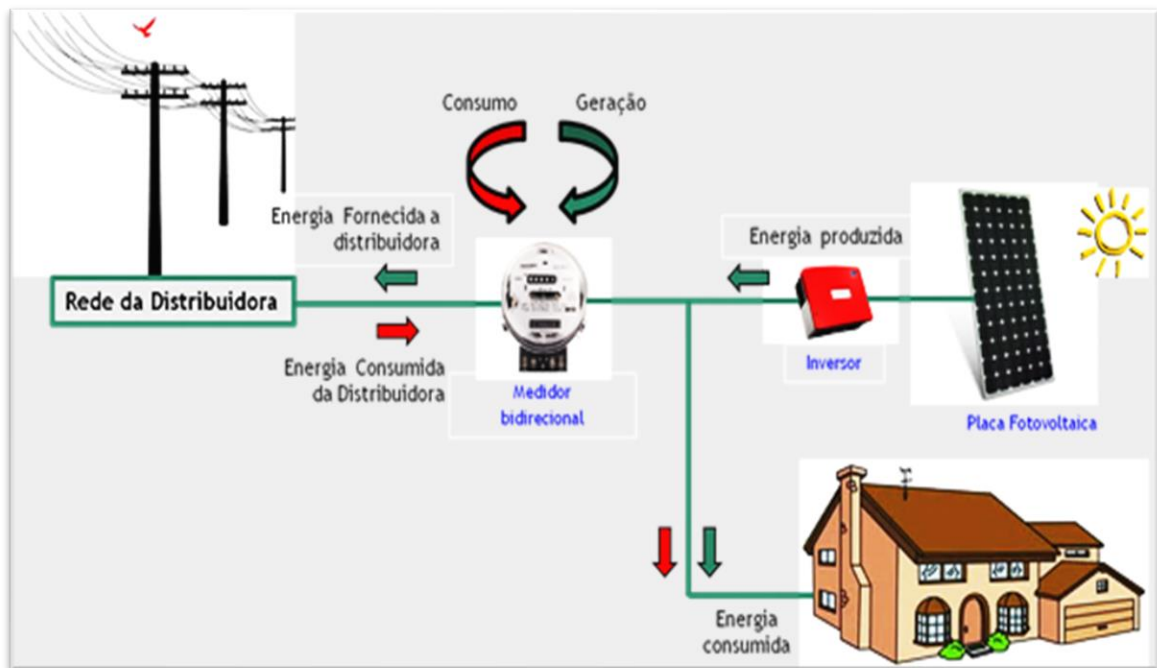 Consumo
Geração
Energia Fornecida a
distribuidora
Energia produzida
Rede da Distribuidora
Energia Consumida
da Distribuidora
Medidor
bidirecional
Inversor
Placa Fotovoltaica
Energia
consumida